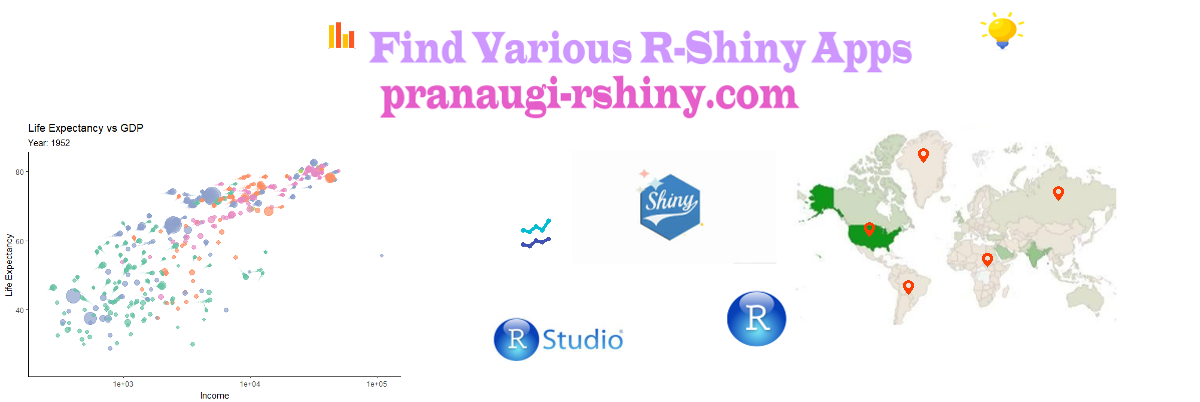 Find Various R-Shiny Apps
pranaugi-rshiny.com
Life Expectancy vs GDP
Year: 1952
80
60
40
Life Expectancy
1e+03
1e+04
1e+05
Income
Shiny
R Studio
R